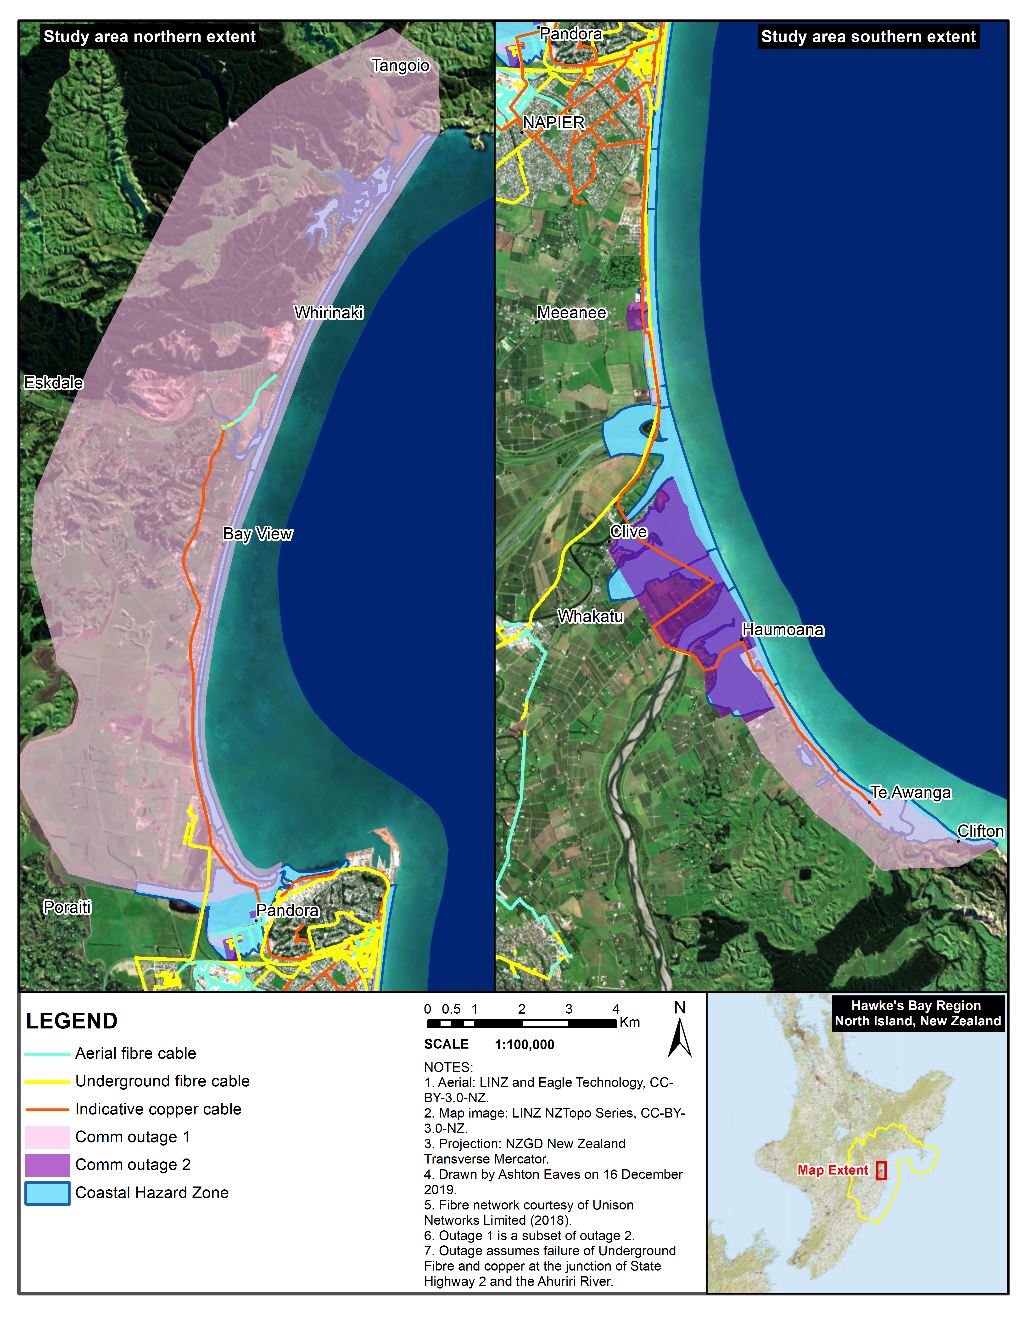 Study area northern extent
Tangoio
Whirinaki
Eskdale
Bay View
Poraiti
Pandora
Study area southern extent
Pandora
NAPIER
Meeanee
Clive
Whakatu
Haumoana
Te Awanga
Clifton
LEGEND
Aerial fibre cable
Underground fibre cable
Indicative copper cable
Comm outage 1
Comm outage 2
Coastal Hazard Zone
0 0.5 1 2 3 4
Km
SCALE 1:100,000
N
NOTES:
1. Aerial: LINZ and Eagle Technology, CC-
BY-3.0-NZ.
2. Map image: LINZ NZTopo Series, CC-BY-
3.0-NZ.
3. Projection: NZGD New Zealand
Transverse Mercator.
4. Drawn by Ashton Eaves on 16 December
2019.
5. Fibre network courtesy of Unison
Networks Limited (2018).
6. Outage 1 is a subset of outage 2.
7. Outage assumes failure of Underground
Fibre and copper at the junction of State
Highway 2 and the Ahuriri River.
Hawke's Bay Region
North Island, New Zealand
Map Extent